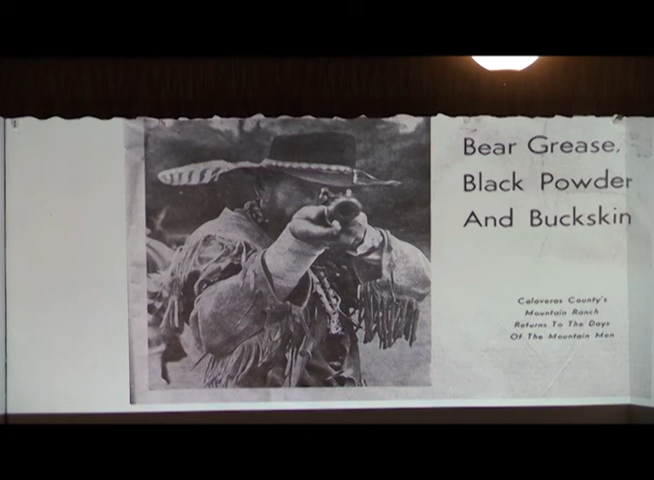 Bear Grease,
Black Powder
And Buckskin
Calaveras County's
Mountain Ranch
Returns To The Days
Of The Mountain Men